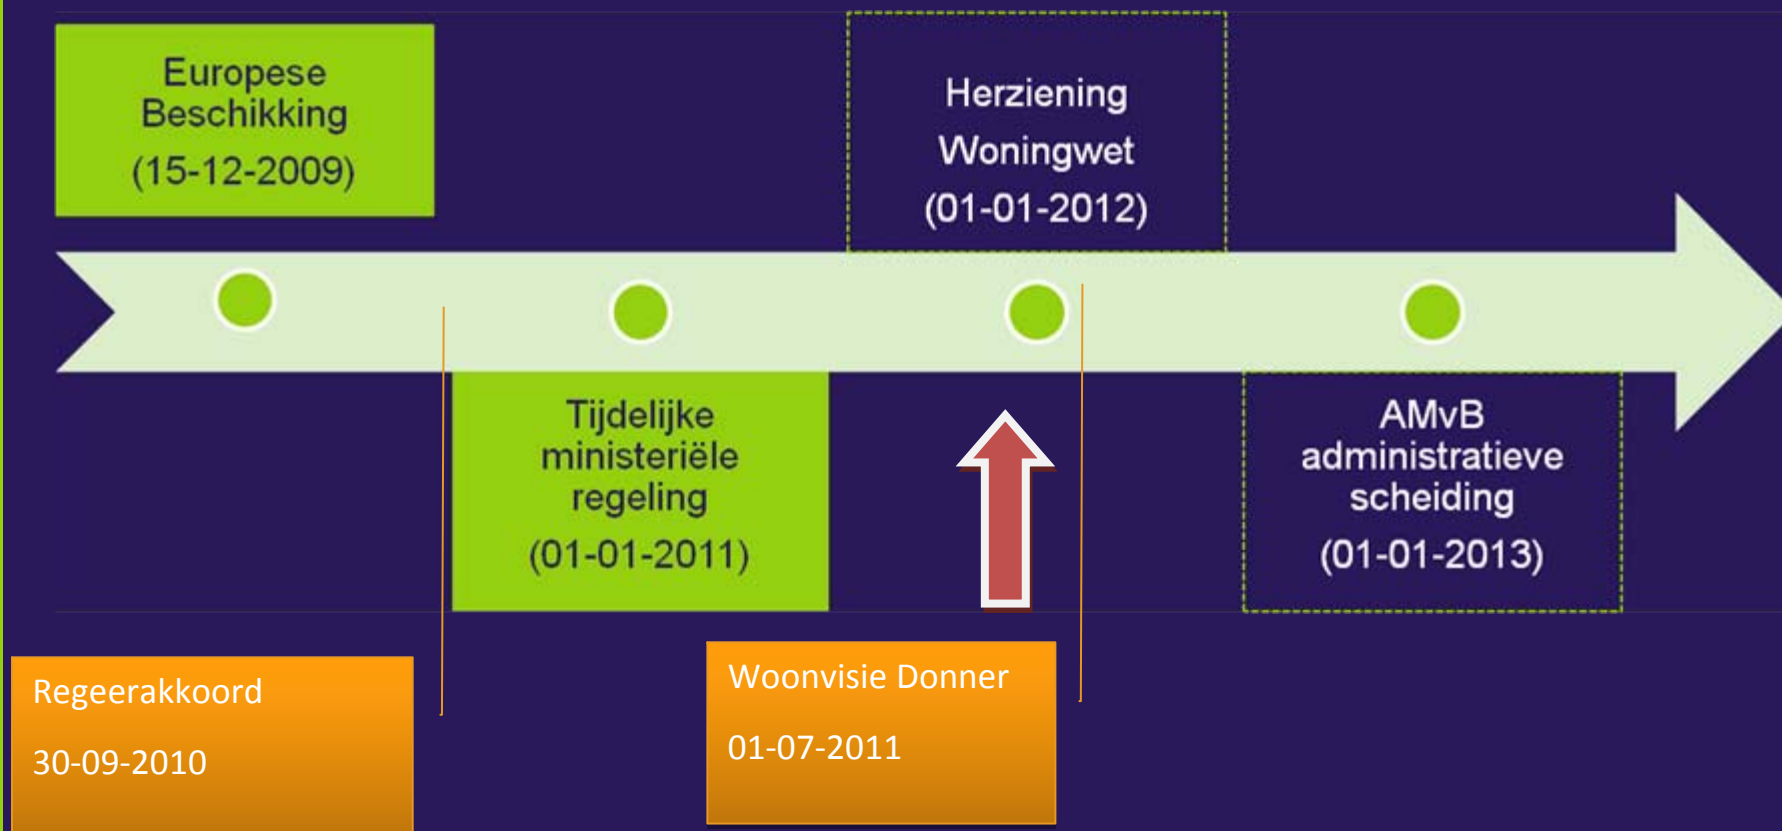 Europese
Beschikking
(15-12-2009)
Herziening
Woningwet
(01-01-2012)
Tijdelijke
ministeriële
regeling
(01-01-2011)
AMvB
administratieve
scheiding
(01-01-2013)
Regeerakkoord
30-09-2010
Woonvisie Donner
01-07-2011